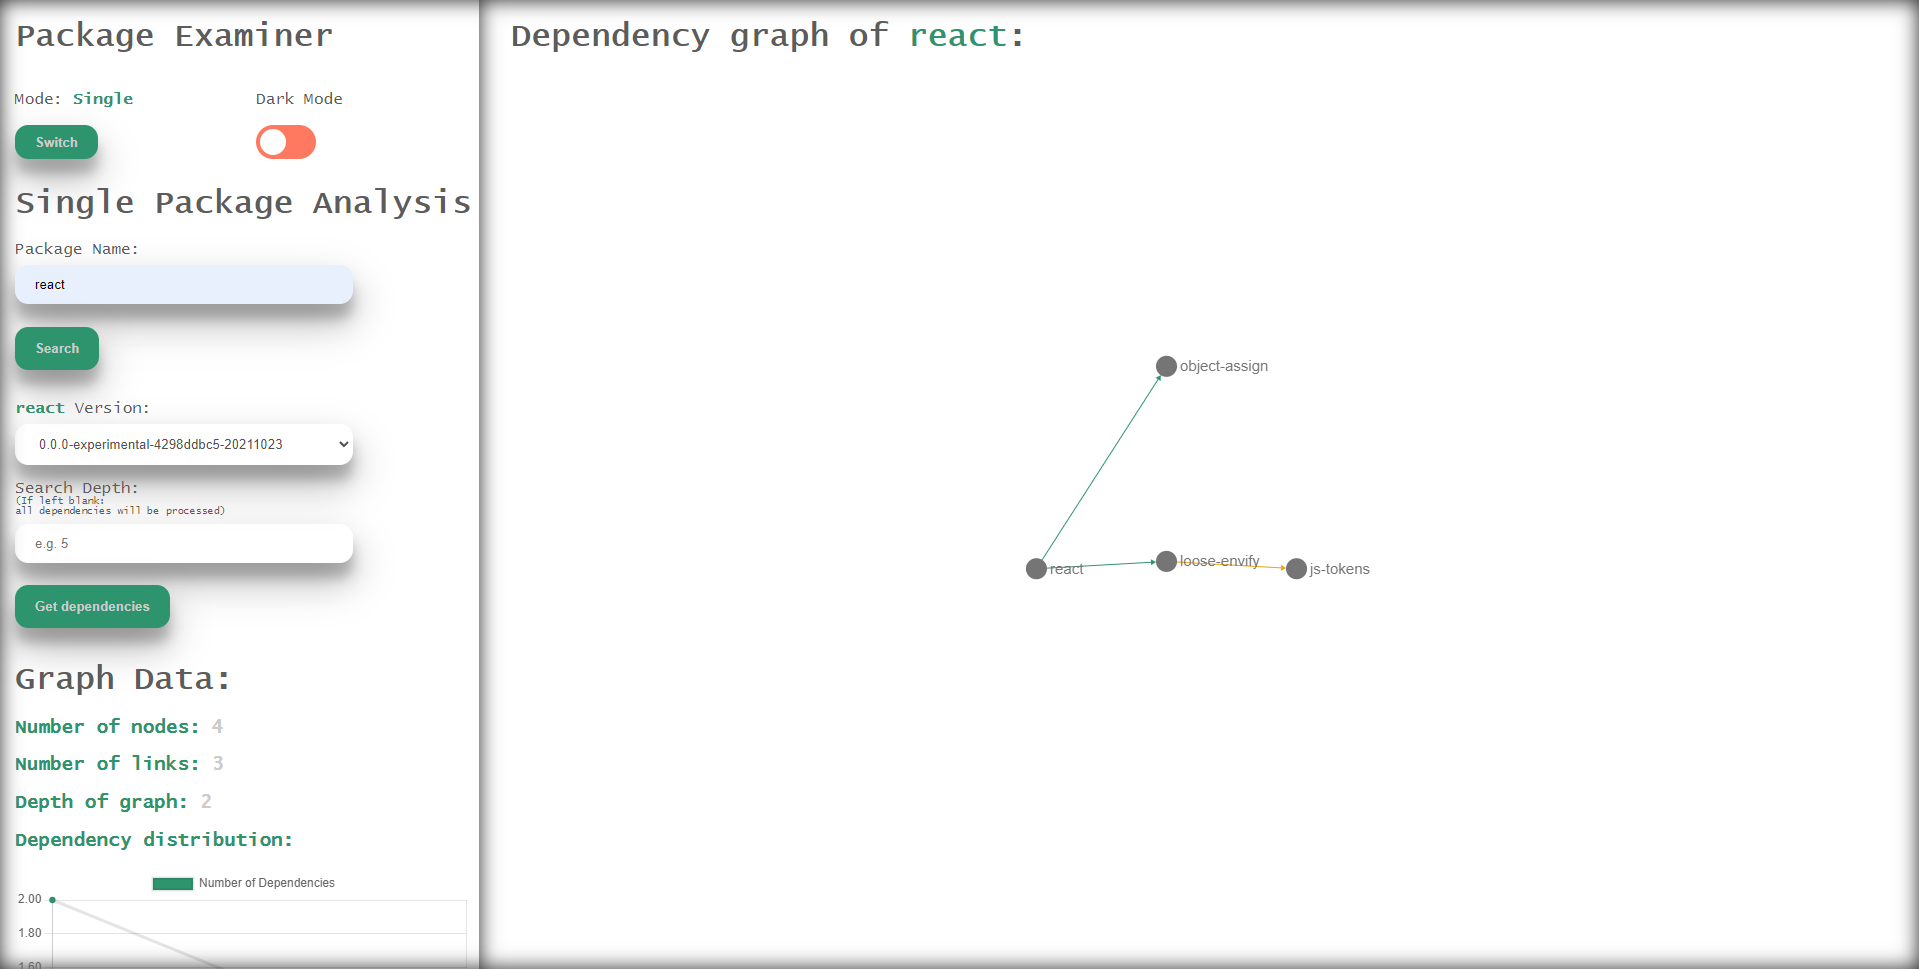 Package Examiner
Mode: Single
Dark Mode
Switch
Single Package Analysis
Package Name:
react
Search
react Version:
0.0.0-experimental-4298ddbc5-20211023
Search Depth:
(If left blank:
all dependencies will be processed)
e.g. 5
Get dependencies
Graph Data:
Number of nodes: 4
Number of links: 3
Depth of graph: 2
Dependency distribution:
Number of Dependencies
2.00
1.80
1.60
Dependency graph of react:
object-assign
react
loose-envify
js-tokens